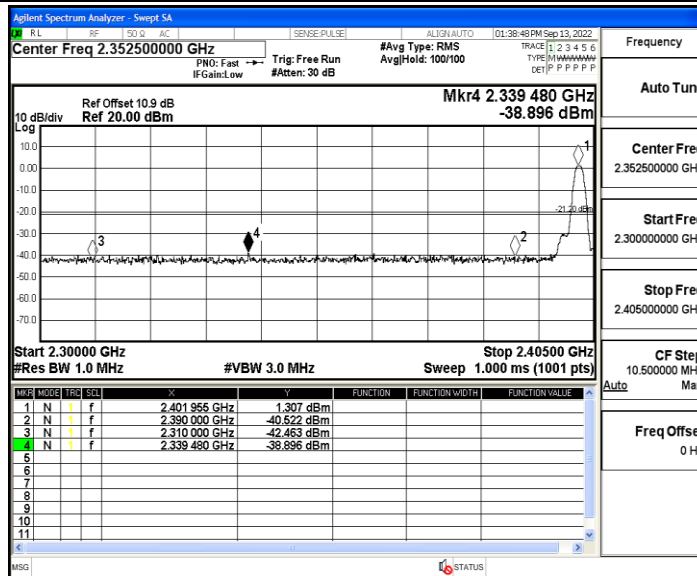 Agilent Spectrum Analyzer - Swept SA
RL RF 50 Ω AC SENSE:PULSE ALIGN AUTO 01:38:48 PM Sep 13, 2022
Center Freq 2.352500000 GHz
PNO: Fast Trig: Free Run
IFGain:Low #Atten: 30 dB
#Avg Type: RMS
Avg|Hold: 100/100
TRACE 1 2 3 4 5 6
TYPE M W W W W W
DET P P P P P P
Frequency
Auto Tun
Ref Offset 10.9 dB
10 dB/div Ref 20.00 dBm
Log
Mkr4 2.339 480 GHz
-38.896 dBm
10.0
0.00
-10.0
-20.0
-30.0
-40.0
-50.0
-60.0
-70.0
1
-21.20 dBm
2
3
4
Center Fre
2.352500000 GH
Start Fre
2.300000000 GH
Stop Fre
2.405000000 GH
CF Step
10.500000 MH
Auto Ma
Freq Offse
0 H
Start 2.30000 GHz Stop 2.40500 GHz
#Res BW 1.0 MHz #VBW 3.0 MHz Sweep 1.000 ms (1001 pts)
MKR MODE TRC SCL X Y FUNCTION FUNCTION WIDTH FUNCTION VALUE
1 N 1 f 2.401 955 GHz 1.307 dBm
2 N 1 f 2.390 000 GHz -40.522 dBm
3 N 1 f 2.310 000 GHz -42.463 dBm
4 N 1 f 2.339 480 GHz -38.896 dBm
5
6
7
8
9
10
11
MSG STATUS